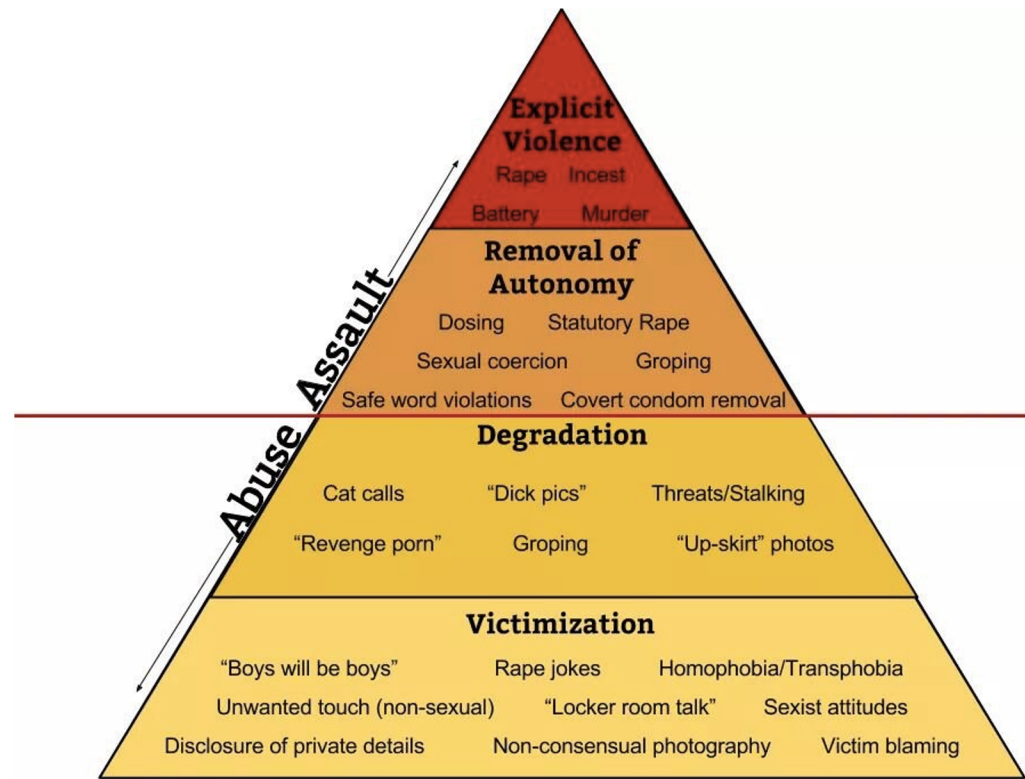 Explicit
Violence
Rape Incest
Battery Murder
Removal of
Autonomy
Dosing Statutory Rape
Sexual coercion Groping
Safe word violations Covert condom removal
Abuse Assault
Degradation
Cat calls “Dick pics” Threats/Stalking
“Revenge porn” Groping “Up-skirt” photos
Victimization
“Boys will be boys” Rape jokes Homophobia/Transphobia
Unwanted touch (non-sexual) “Locker room talk” Sexist attitudes
Disclosure of private details Non-consensual photography Victim blaming